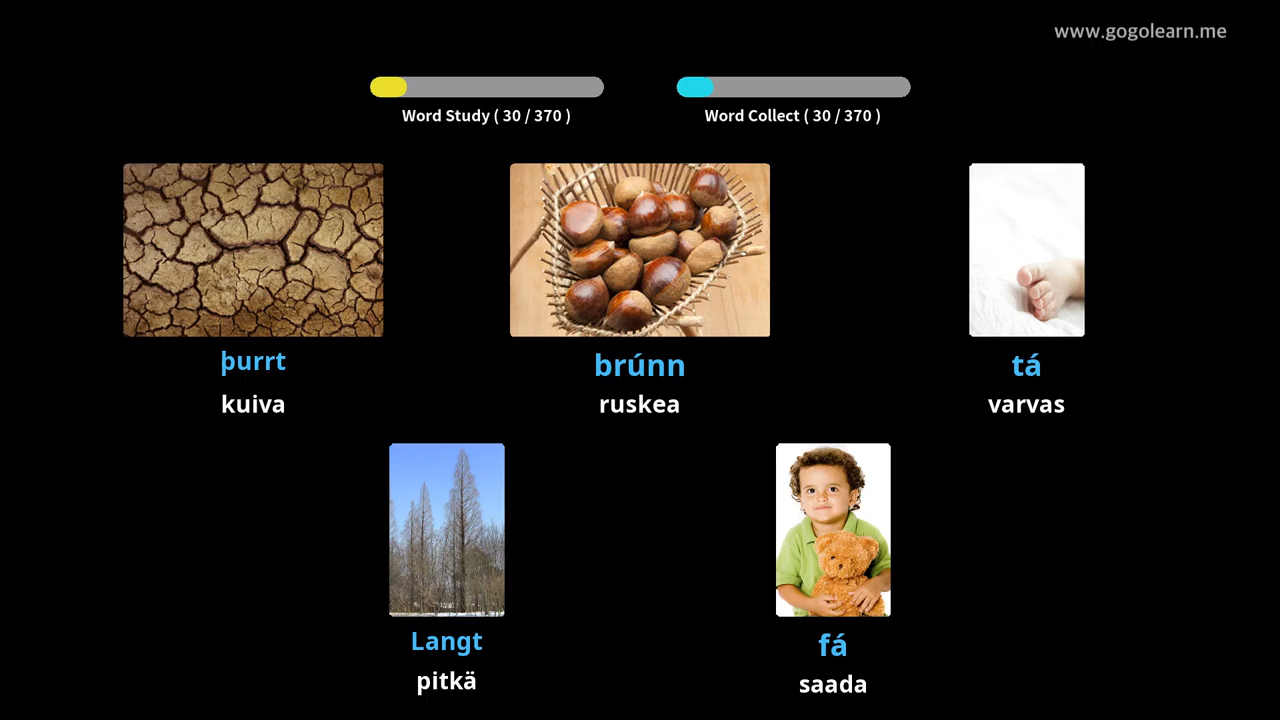 www.gogolearn.me
Word Study ( 30 / 370 )
Word Collect ( 30 / 370 )
þurrt
kuiva
brúnn
ruskea
tá
varvas
Langt
pitkä
fá
saada